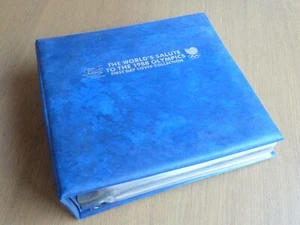 THE WORLD'S SALUTE
TO THE 1988 OLYMPICS
FIRST DAY COVER COLLECTION